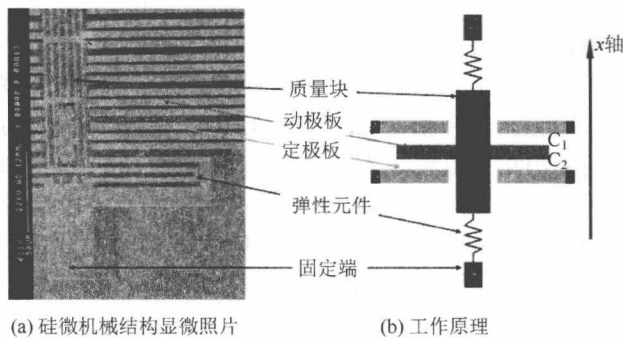 x轴
质量块
动极板
定极板
C₁
C₂
弹性元件
固定端
(a) 硅微机械结构显微照片
(b) 工作原理